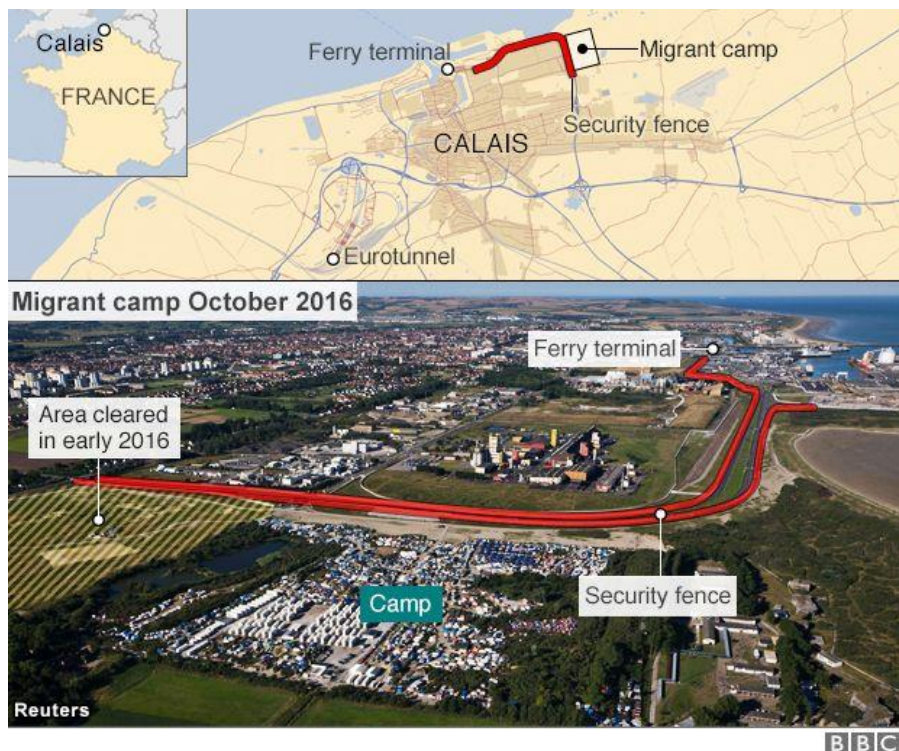 Calais
FRANCE
Ferry terminal
Migrant camp
Security fence
CALAIS
Eurotunnel
Migrant camp October 2016
Ferry terminal
Area cleared
in early 2016
Camp
Security fence
Reuters
BBC